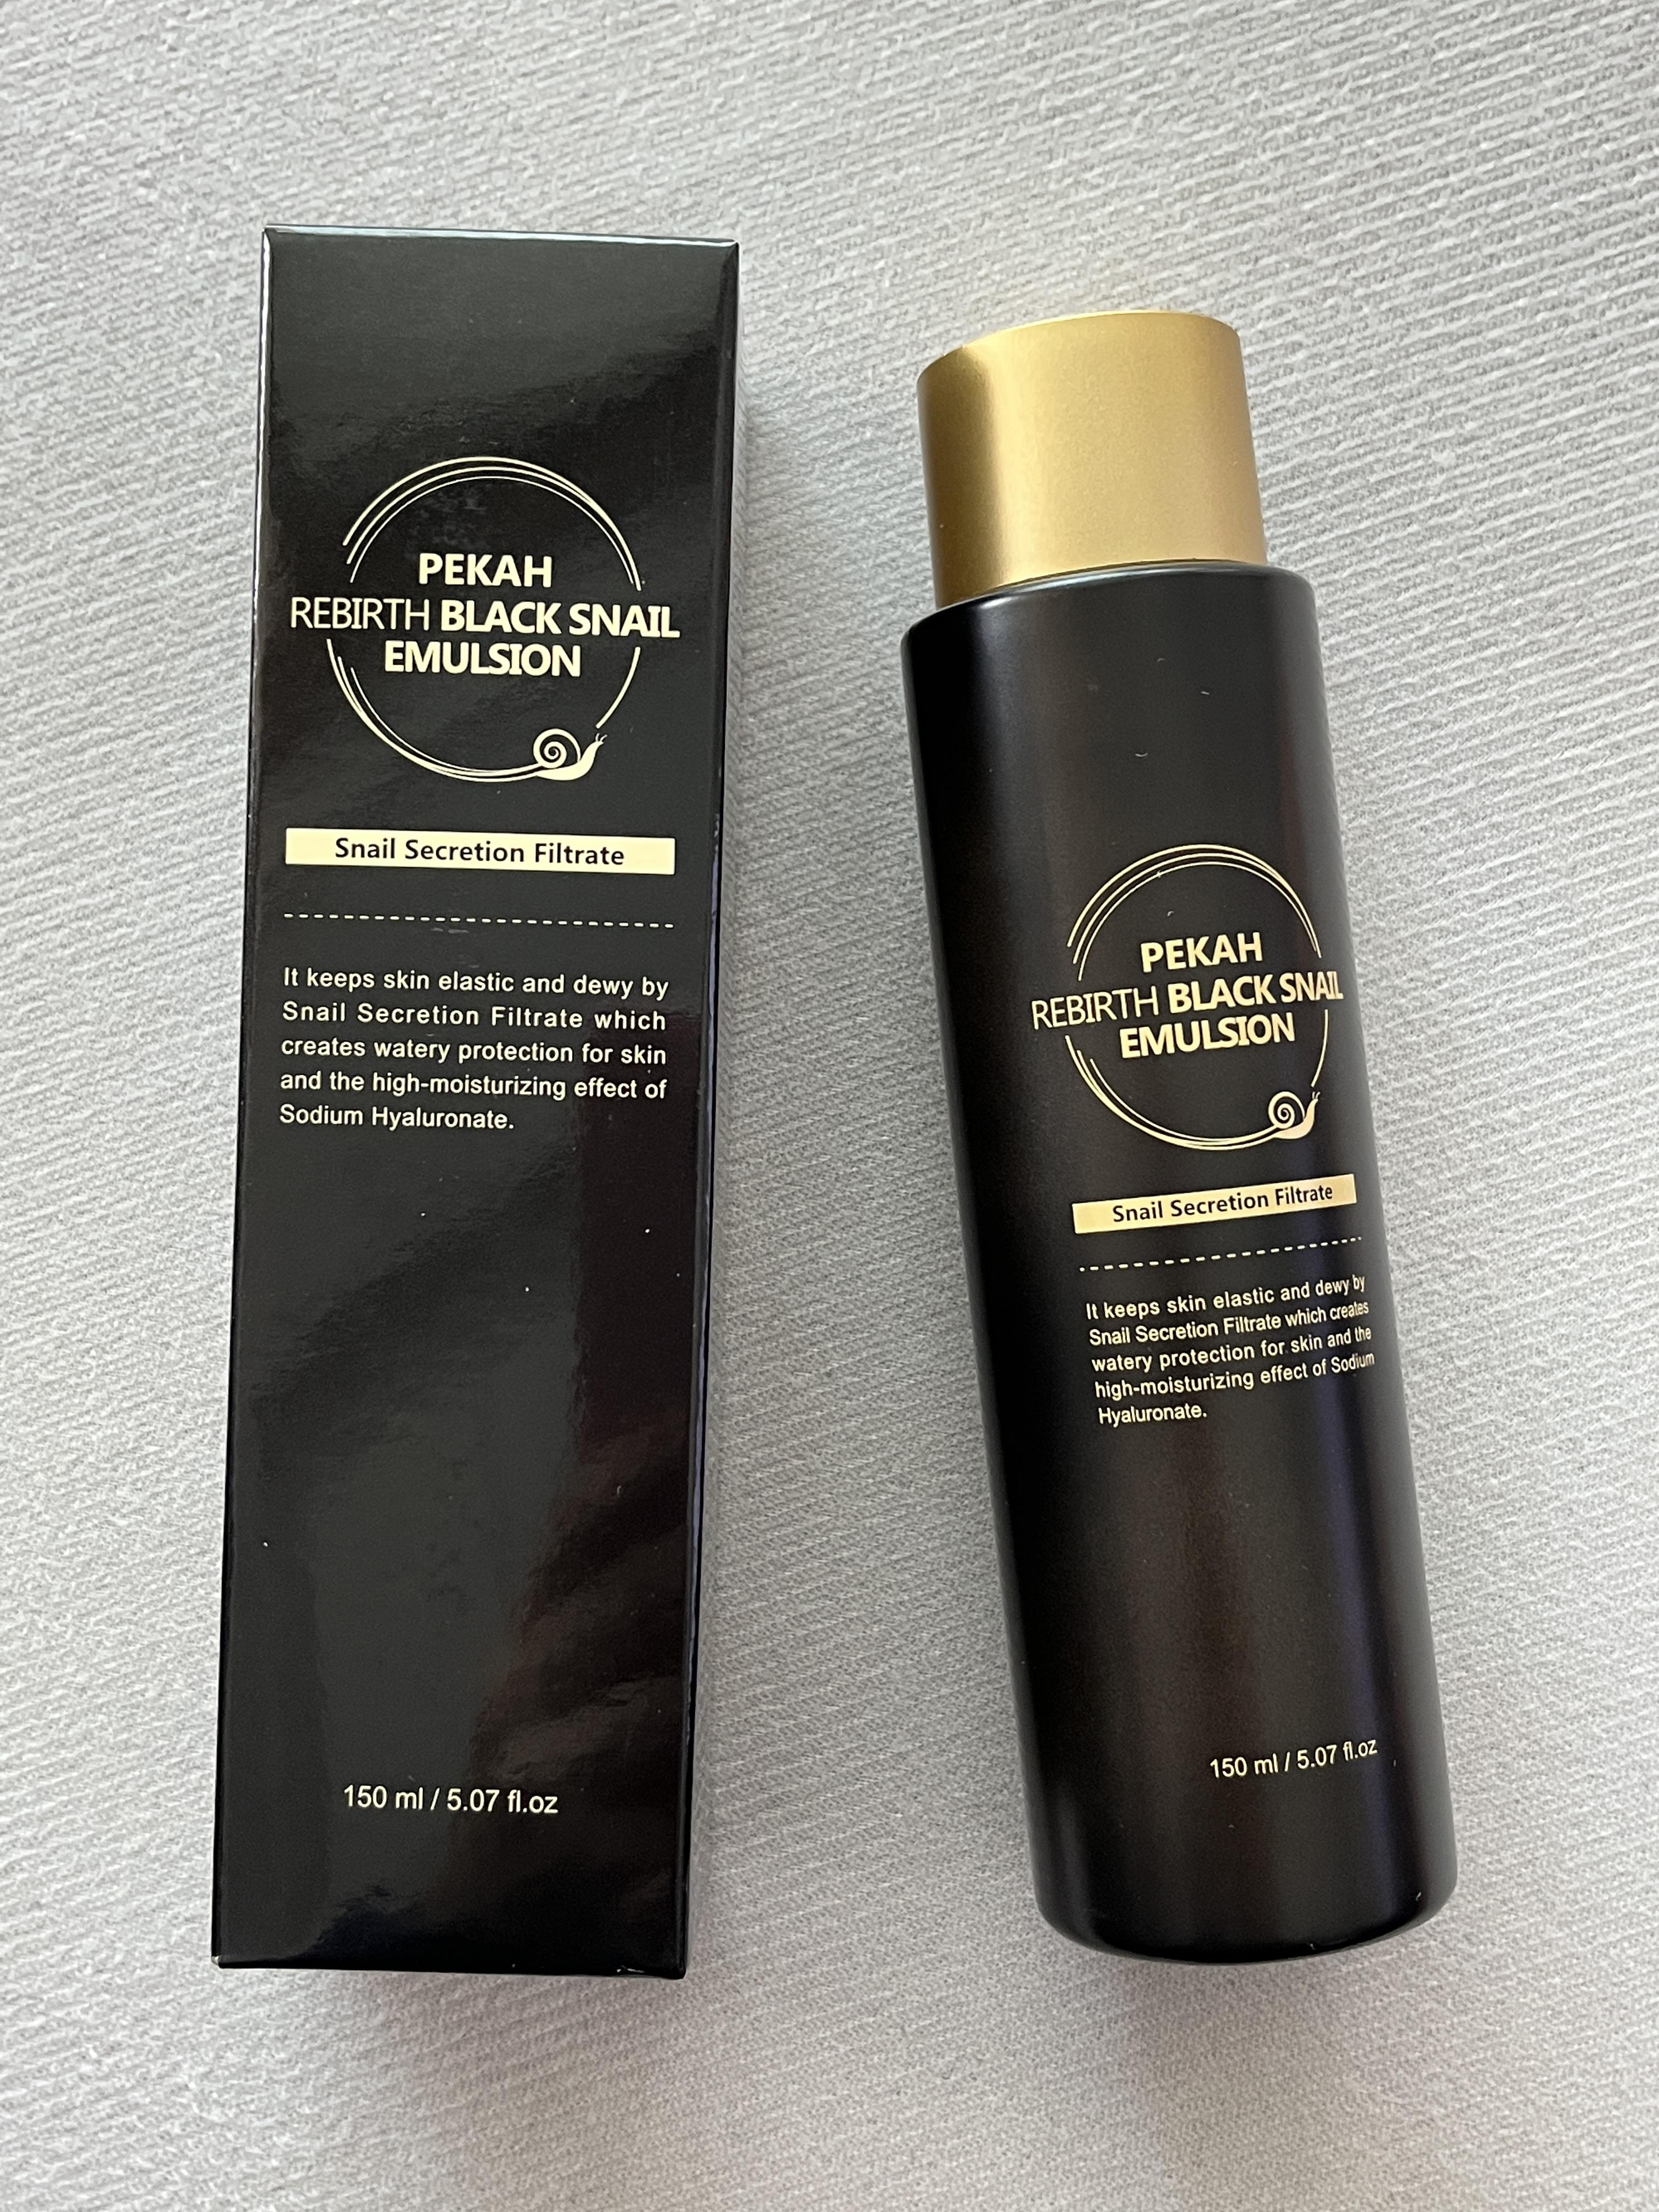 PEKAH
REBIRTH BLACK SNAIL
EMULSION
Snail Secretion Filtrate
It keeps skin elastic and dewy by
Snail Secretion Filtrate which
creates watery protection for skin
and the high-moisturizing effect of
Sodium Hyaluronate.
150 ml / 5.07 fl.oz
PEKAH
REBIRTH BLACK SNAIL
EMULSION
Snail Secretion Filtrate
It keeps skin elastic and dewy by
Snail Secretion Filtrate which creates
watery protection for skin and the
high-moisturizing effect of Sodium
Hyaluronate.
150 ml / 5.07 fl.oz